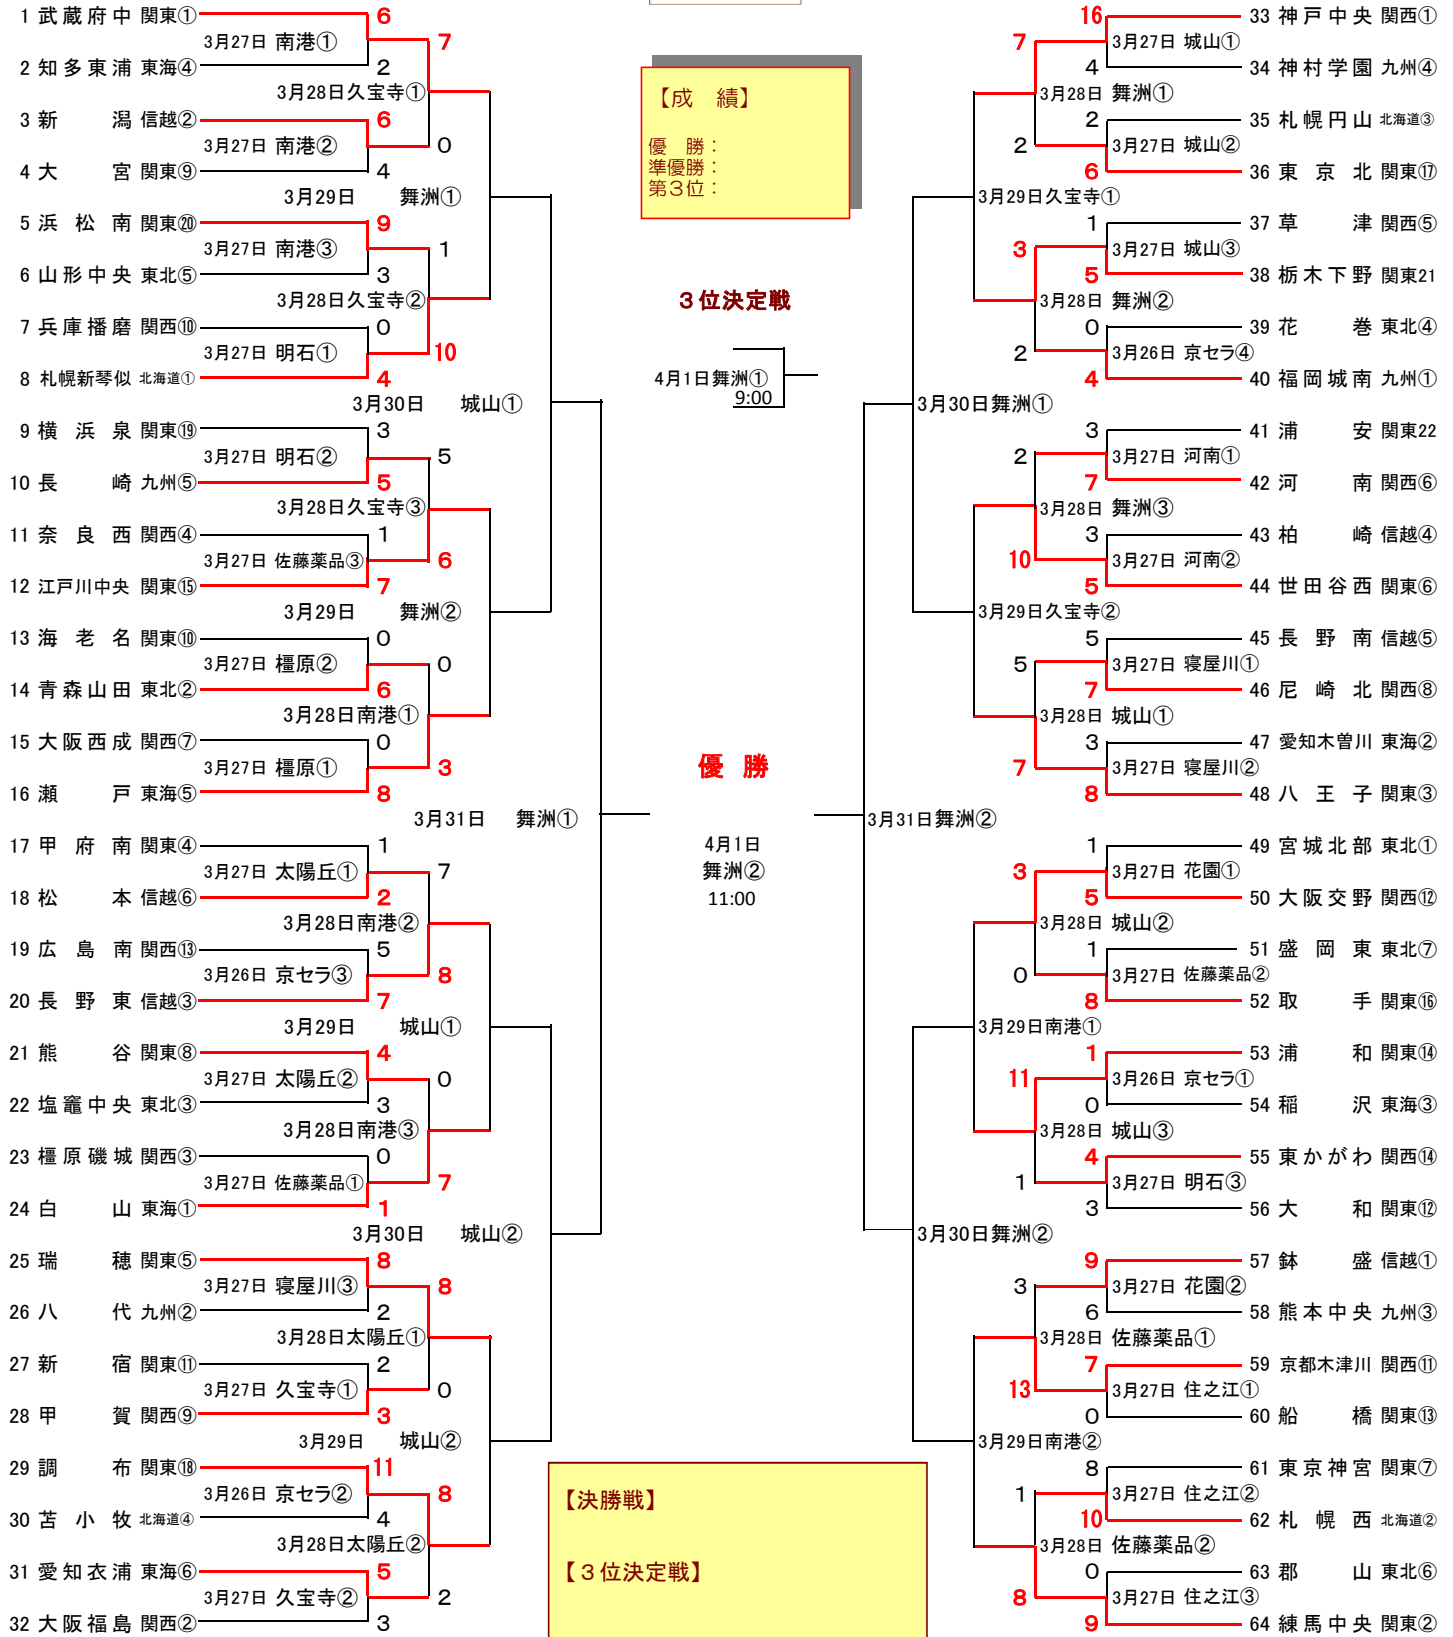 1 武蔵府中 関東① 6
3月27日 南港① 7
2 知多東浦 東海④ 2
3月28日久宝寺①
3 新潟 信越② 6
3月27日 南港② 0
4 大宮 関東⑨ 4
3月29日 舞洲①
5 浜松南 関東⑳ 9
3月27日 南港③ 1
6 山形中央 東北⑤ 3
3月28日久宝寺②
7 兵庫播磨 関西⑩ 0
3月27日 明石① 10
8 札幌新琴似 北海道① 4
3月30日 城山①
9 横浜泉 関東⑲ 3
3月27日 明石② 5
10 長崎 九州⑤ 5
3月28日久宝寺③
11 奈良西 関西④ 1
3月27日 佐藤薬品③ 6
12 江戸川中央 関東⑮ 7
3月29日 舞洲②
13 海老名 関東⑩ 0
3月27日 橿原② 0
14 青森山田 東北② 6
3月28日南港①
15 大阪西成 関西⑦ 0
3月27日 橿原① 3
16 瀬戸 東海⑤ 8
3月31日 舞洲①
17 甲府南 関東④ 1
3月27日 太陽丘① 7
18 松本 信越⑥ 2
3月28日南港②
19 広島南 関西⑬ 5
3月26日 京セラ③ 8
20 長野東 信越③ 7
3月29日 城山①
21 熊谷 関東⑧ 4
3月27日 太陽丘② 0
22 塩竈中央 東北③ 3
3月28日南港③
23 橿原磯城 関西③ 0
3月27日 佐藤薬品① 7
24 白山 東海① 1
3月30日 城山②
25 瑞穂 関東⑤ 8
3月27日 寝屋川③ 8
26 八代 九州② 2
3月28日太陽丘①
27 新宿 関東⑪ 2
3月27日 久宝寺① 0
28 甲賀 関西⑨ 3
3月29日 城山②
29 調布 関東⑱ 11
3月26日 京セラ② 8
30 苫小牧 北海道④ 4
3月28日太陽丘②
31 愛知衣浦 東海⑥ 5
3月27日 久宝寺② 2
32 大阪福島 関西② 3
【成 績】
優 勝：
準優勝：
第３位：
３位決定戦
4月1日舞洲①
9:00
優 勝
4月1日
舞洲②
11:00
【決勝戦】
【３位決定戦】
16 33 神戸中央 関西①
7 3月27日 城山①
4 34 神村学園 九州④
3月28日 舞洲①
2 35 札幌円山 北海道③
2 3月27日 城山②
6 36 東京北 関東⑰
3月29日久宝寺①
1 37 草津 関西⑤
3 3月27日 城山③
5 38 栃木下野 関東21
3月28日 舞洲②
0 39 花巻 東北④
2 3月26日 京セラ④
4 40 福岡城南 九州①
3月30日舞洲①
3 41 浦安 関東22
2 3月27日 河南①
7 42 河南 関西⑥
3月28日 舞洲③
3 43 柏崎 信越④
10 3月27日 河南②
5 44 世田谷西 関東⑥
3月29日久宝寺②
5 45 長野南 信越⑤
5 3月27日 寝屋川①
7 46 尼崎北 関西⑧
3月28日 城山①
3 47 愛知木曽川 東海②
7 3月27日 寝屋川②
8 48 八王子 関東③
3月31日舞洲②
1 49 宮城北部 東北①
3 3月27日 花園①
5 50 大阪交野 関西⑫
3月28日 城山②
1 51 盛岡東 東北⑦
0 3月27日 佐藤薬品②
8 52 取手 関東⑯
3月29日南港①
1 53 浦和 関東⑭
11 3月26日 京セラ①
0 54 稲沢 東海③
3月28日 城山③
4 55 東かがわ 関西⑭
1 3月27日 明石③
3 56 大和 関東⑫
3月30日舞洲②
9 57 鉢盛 信越①
3 3月27日 花園②
6 58 熊本中央 九州③
3月28日 佐藤薬品①
7 59 京都木津川 関西⑪
13 3月27日 住之江①
0 60 船橋 関東⑬
3月29日南港②
8 61 東京神宮 関東⑦
1 3月27日 住之江②
10 62 札幌西 北海道②
3月28日 佐藤薬品②
0 63 郡山 東北⑥
8 3月27日 住之江③
9 64 練馬中央 関東②